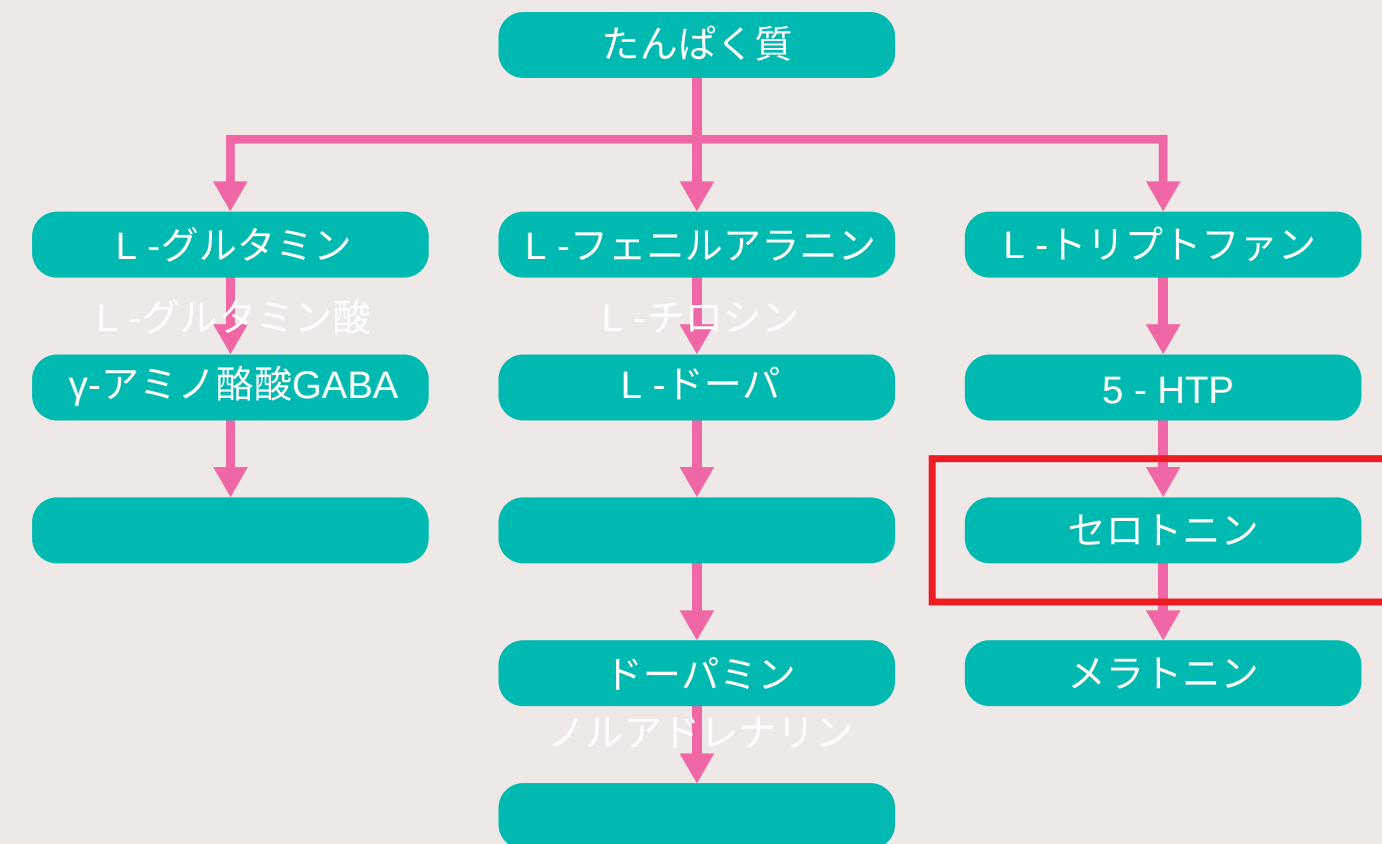 たんぱく質
L -グルタミン
L -フェニルアラニン
L -トリプトファン
L -グルタミン酸
L -チロシン
γ-アミノ酪酸GABA
L -ドーパ
5 - HTP
セロトニン
ドーパミン
メラトニン
ノルアドレナリン